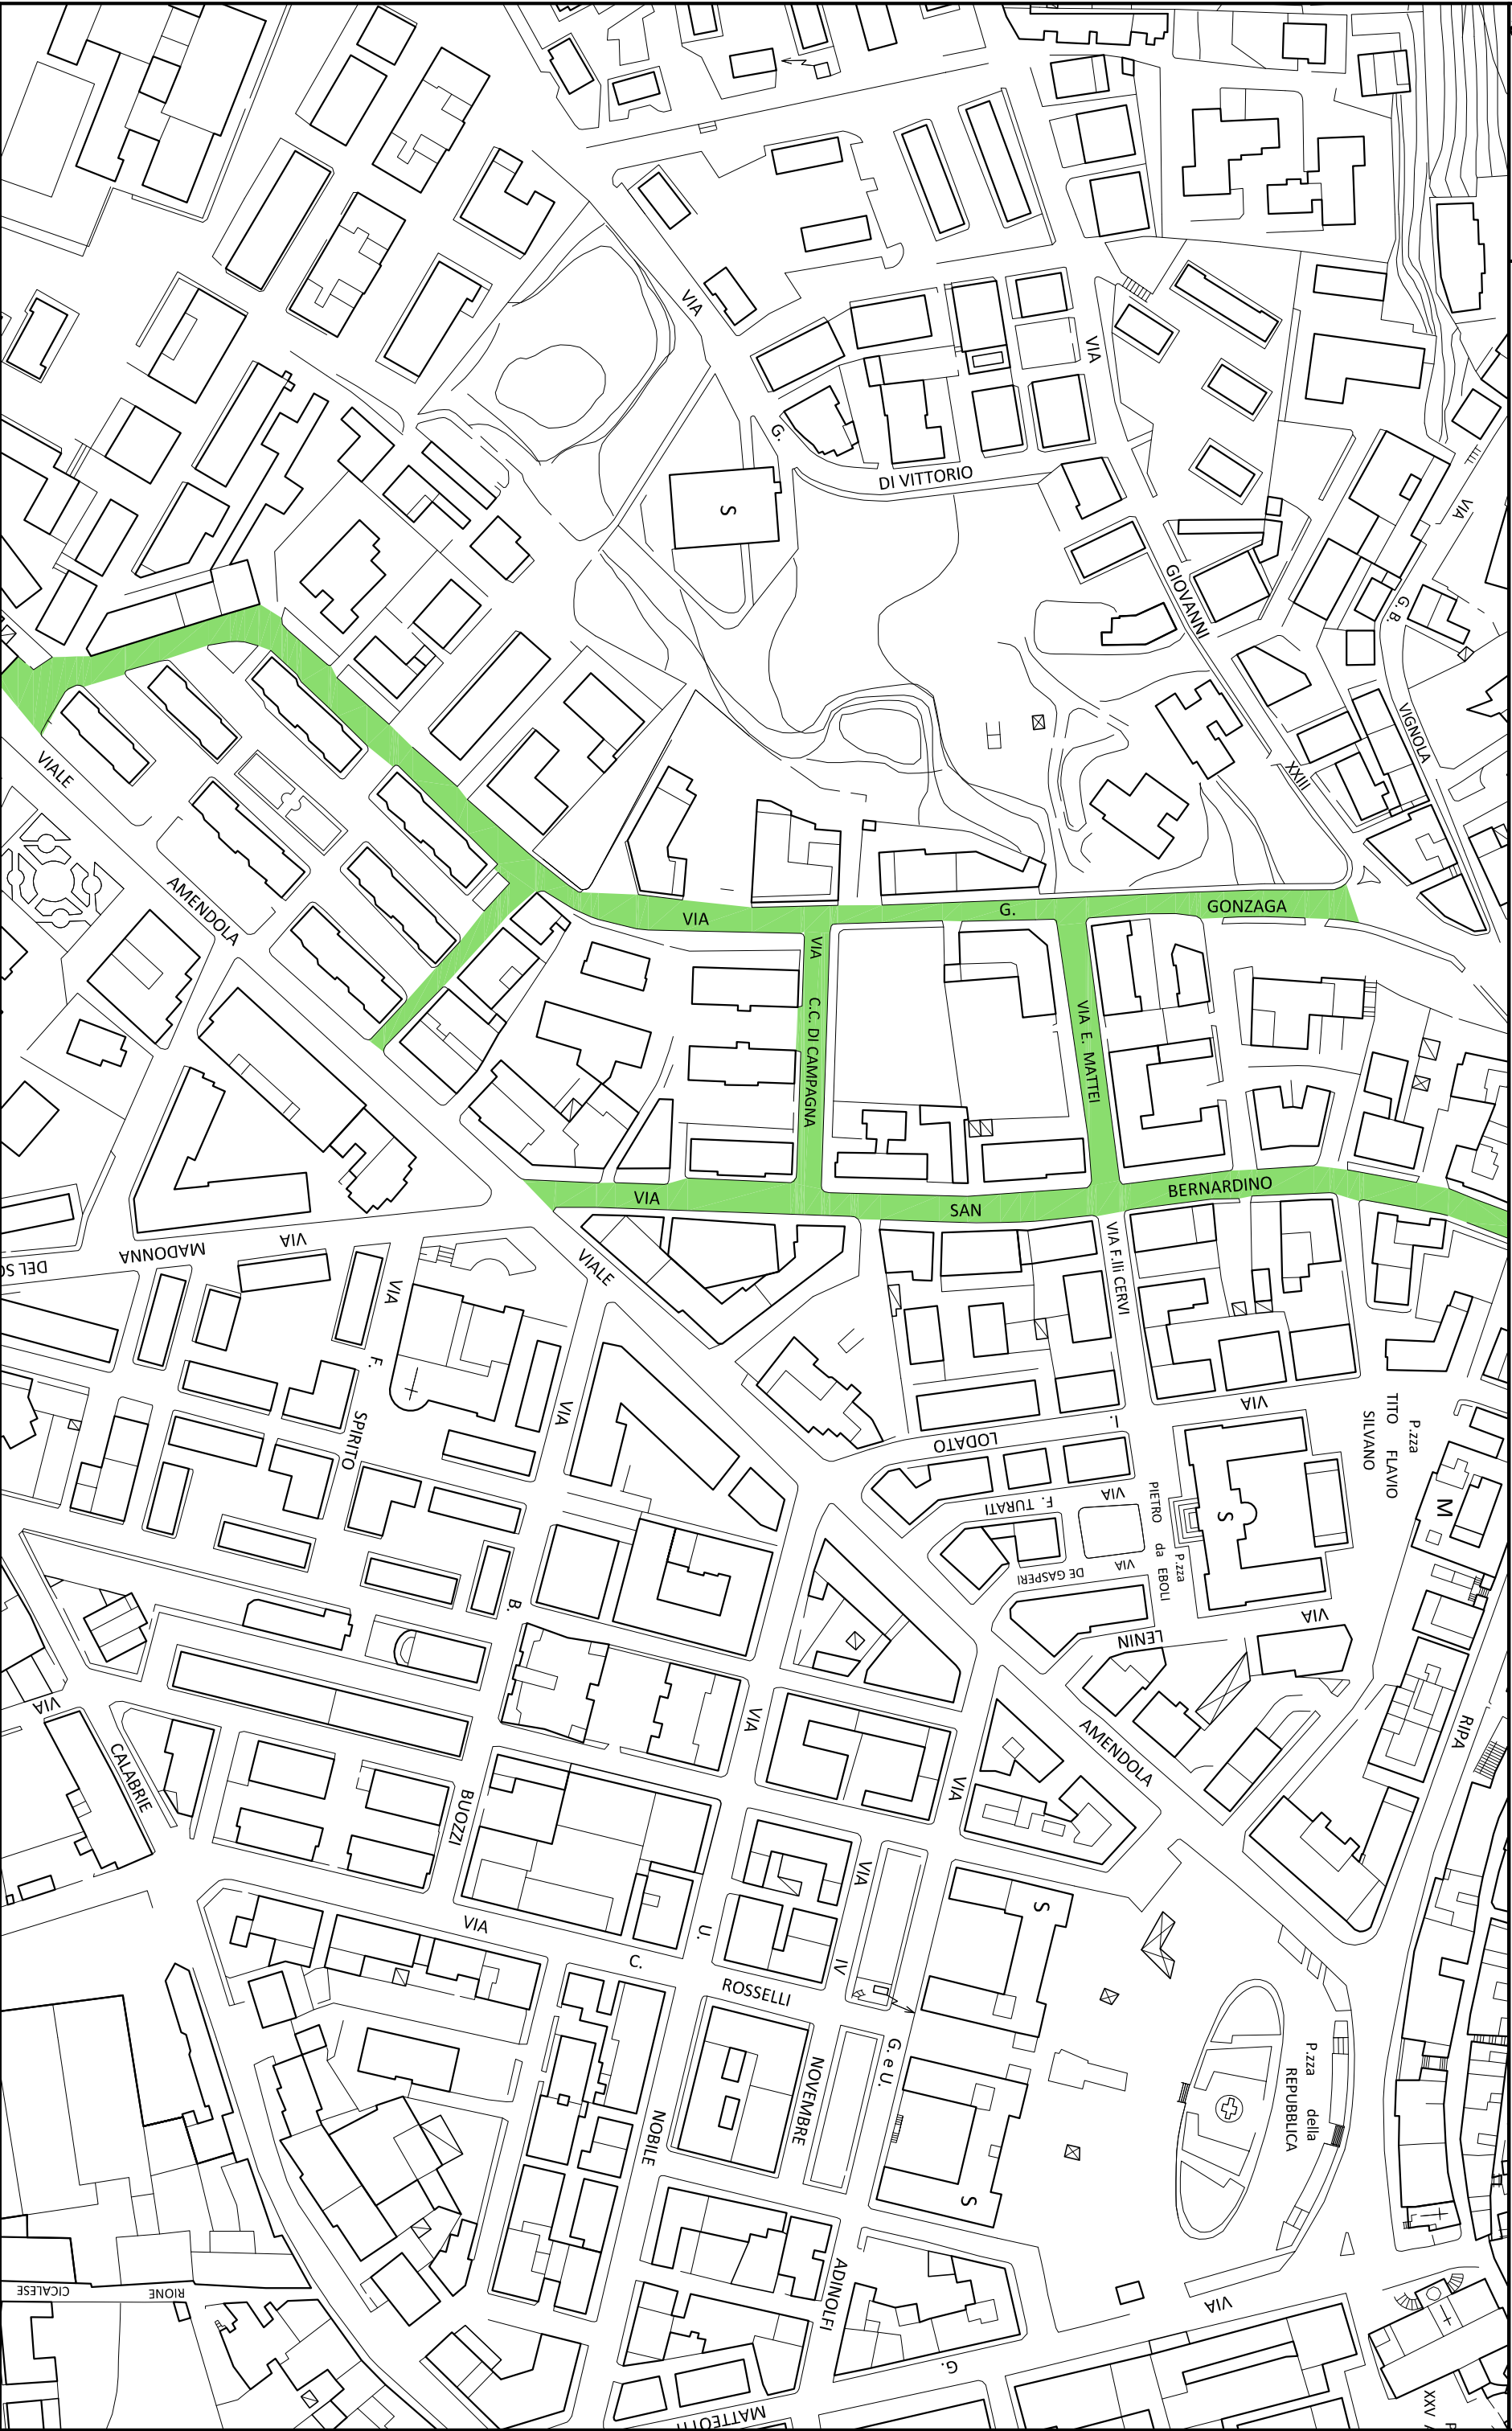 VIA
G.
DI VITTORIO
S
VIA
GIOVANNI
XXIII
VIA
G.B.
VIGNOLA
VIALE
AMENDOLA
VIA
G.
GONZAGA
VIA
C.C. DI CAMPAGNA
VIA E. MATTEI
VIA
SAN
BERNARDINO
VIALE
VIA F.lli CERVI
VIA
MADONNA
DEL SO
VIA
F.
SPIRITO
VIA
I.
LODATO
VIA
F. TURATI
VIA
DE GASPERI
VIA
LENIN
VIA
PIETRO
da EBOLI
P.zza
S
VIA
P.zza
TITO FLAVIO
SILVANO
M
RIPA
B.
BUOZZI
VIA
VIA
CALABRIE
VIA
AMENDOLA
VIA
VIA
C.
ROSSELLI
U.
NOBILE
IV
NOVEMBRE
G. e U.
ADINOLFI
S
S
P.zza
della
REPUBBLICA
VIA
G.
MATTEOTTI
RIONE
CICALESE
XXV